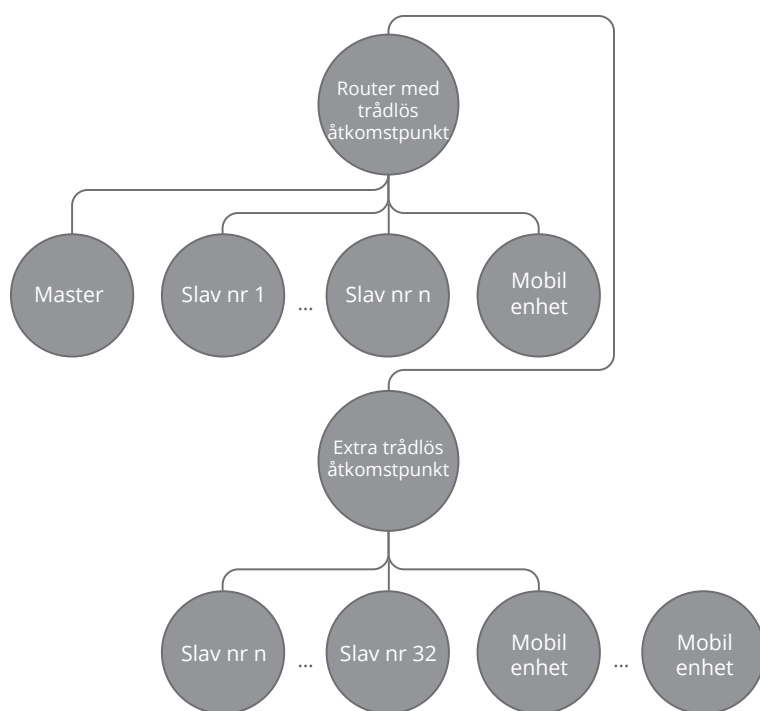 Router med
trådlös
åtkomstpunkt
Master
Slav nr 1
...
Slav nr n
Mobil
enhet
Extra trådlös
åtkomstpunkt
Slav nr n
...
Slav nr 32
Mobil
enhet
...
Mobil
enhet